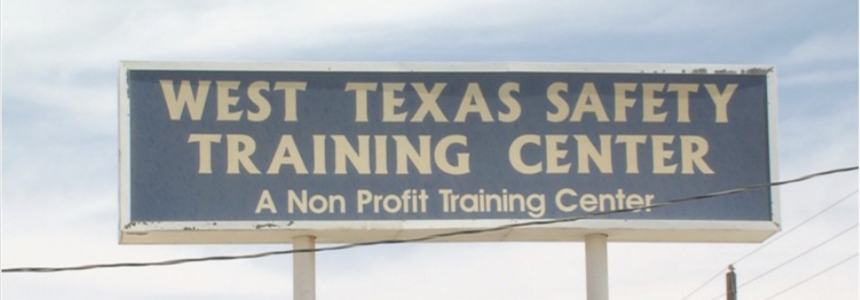 WEST TEXAS SAFETY
TRAINING CENTER
A Non Profit Training Center